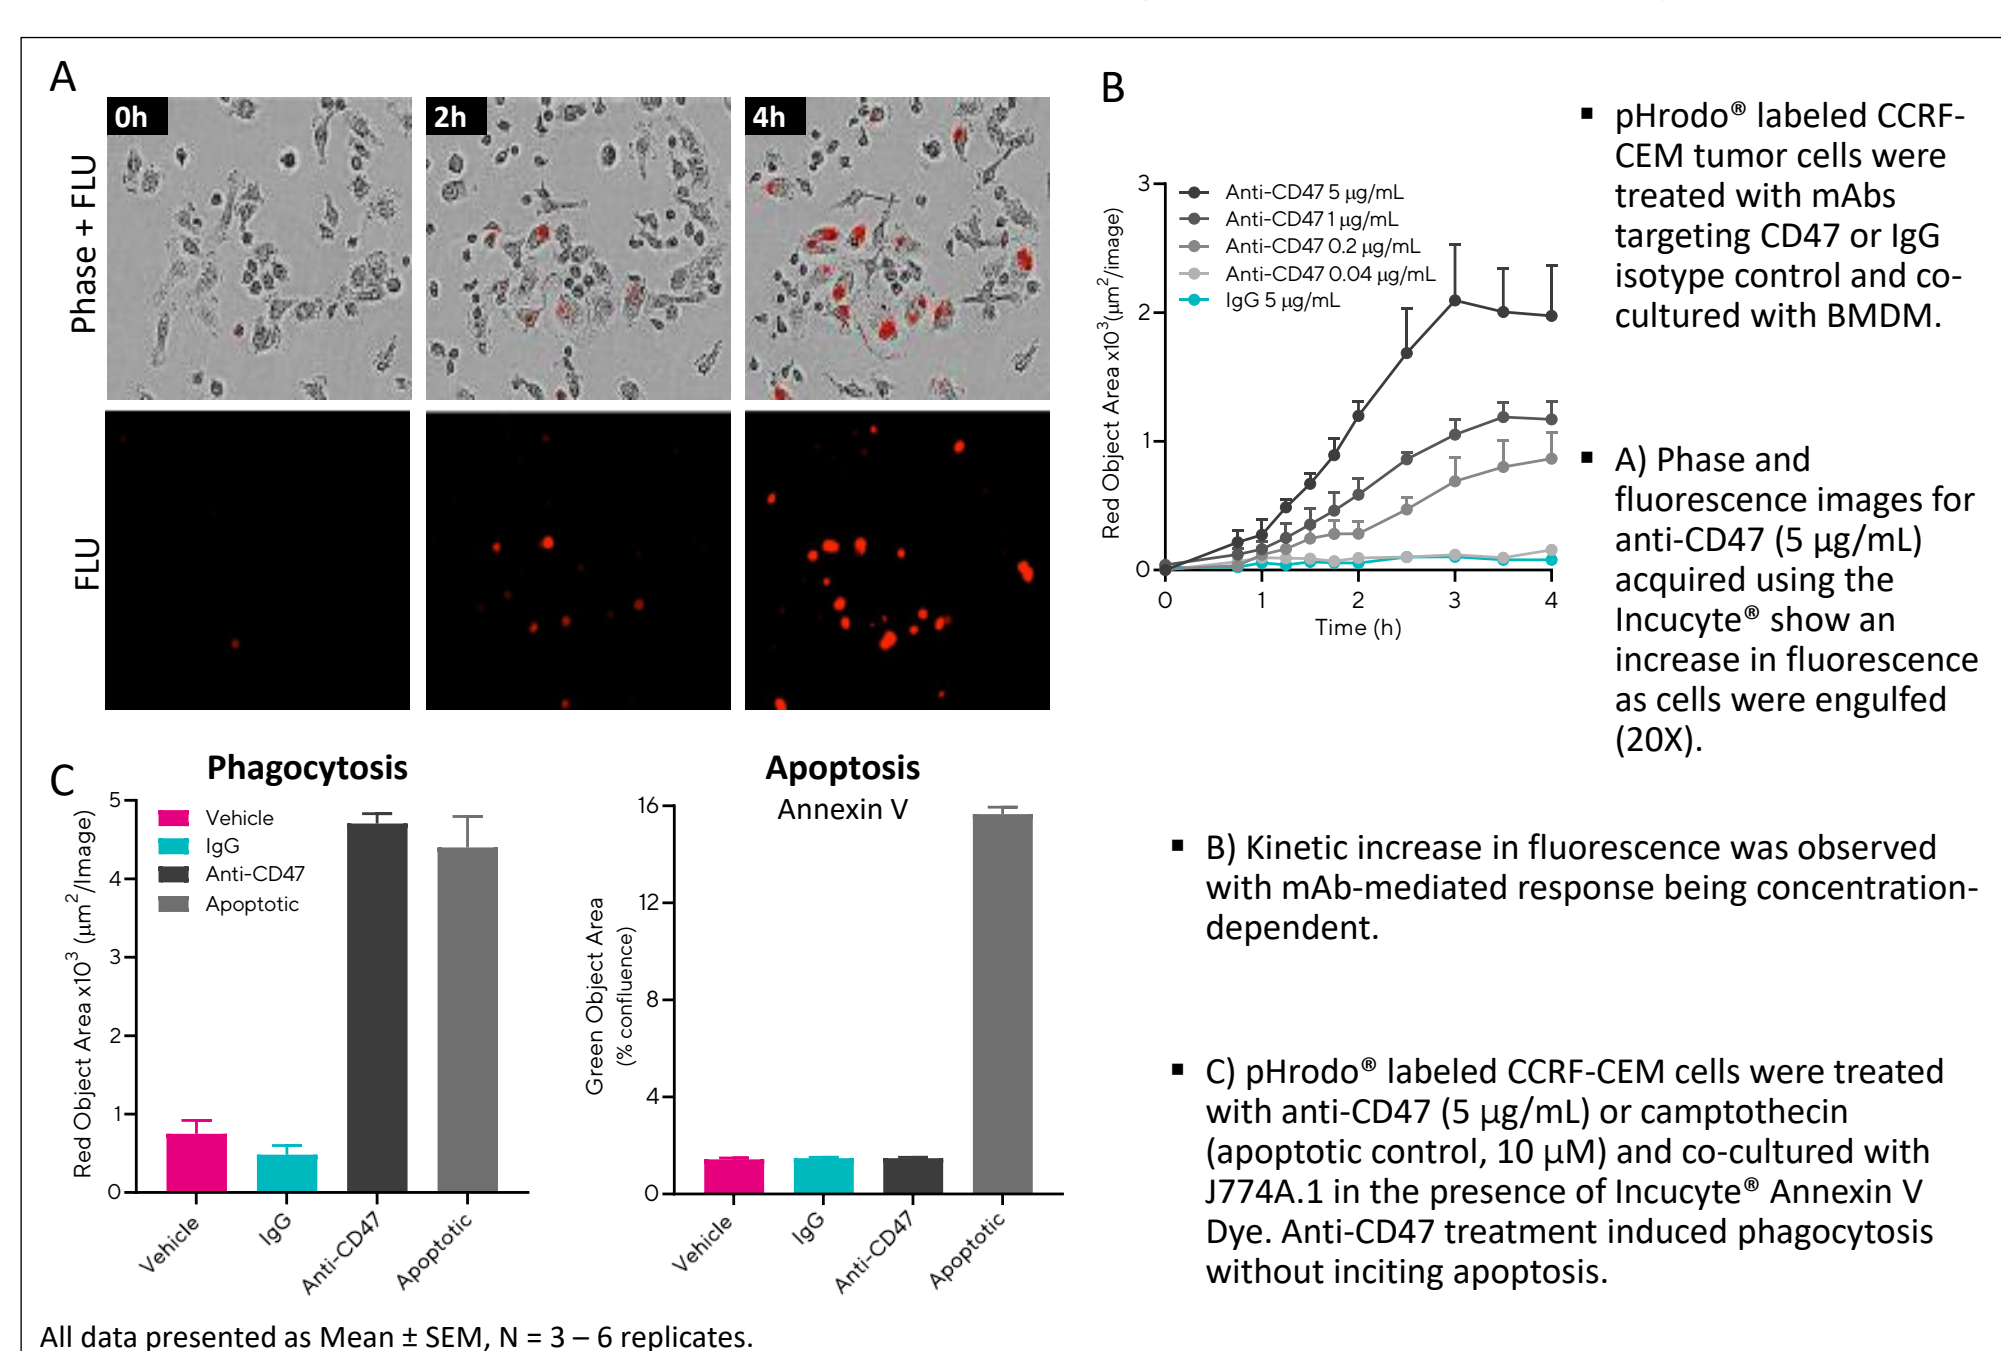 A
0h
2h
4h
Phase + FLU
FLU
B
3
2
1
0
Red Object Area x10³(µm²/image)
Anti-CD47 5 µg/mL
Anti-CD47 1 µg/mL
Anti-CD47 0.2 µg/mL
Anti-CD47 0.04 µg/mL
IgG 5 µg/mL
0 1 2 3 4
Time (h)
▪ pHrodo® labeled CCRF-
CEM tumor cells were
treated with mAbs
targeting CD47 or IgG
isotype control and co-
cultured with BMDM.
▪ A) Phase and
fluorescence images for
anti-CD47 (5 µg/mL)
acquired using the
Incucyte® show an
increase in fluorescence
as cells were engulfed
(20X).
C
Phagocytosis
5
4
3
2
1
0
Red Object Area x10³ (µm²/Image)
Vehicle
IgG
Anti-CD47
Apoptotic
Vehicle
IgG
Anti-CD47
Apoptotic
Apoptosis
Annexin V
16
12
8
4
0
Green Object Area
(% confluence)
Vehicle
IgG
Anti-CD47
Apoptotic
▪ B) Kinetic increase in fluorescence was observed
with mAb-mediated response being concentration-
dependent.
▪ C) pHrodo® labeled CCRF-CEM cells were treated
with anti-CD47 (5 µg/mL) or camptothecin
(apoptotic control, 10 µM) and co-cultured with
J774A.1 in the presence of Incucyte® Annexin V
Dye. Anti-CD47 treatment induced phagocytosis
without inciting apoptosis.
All data presented as Mean ± SEM, N = 3 – 6 replicates.